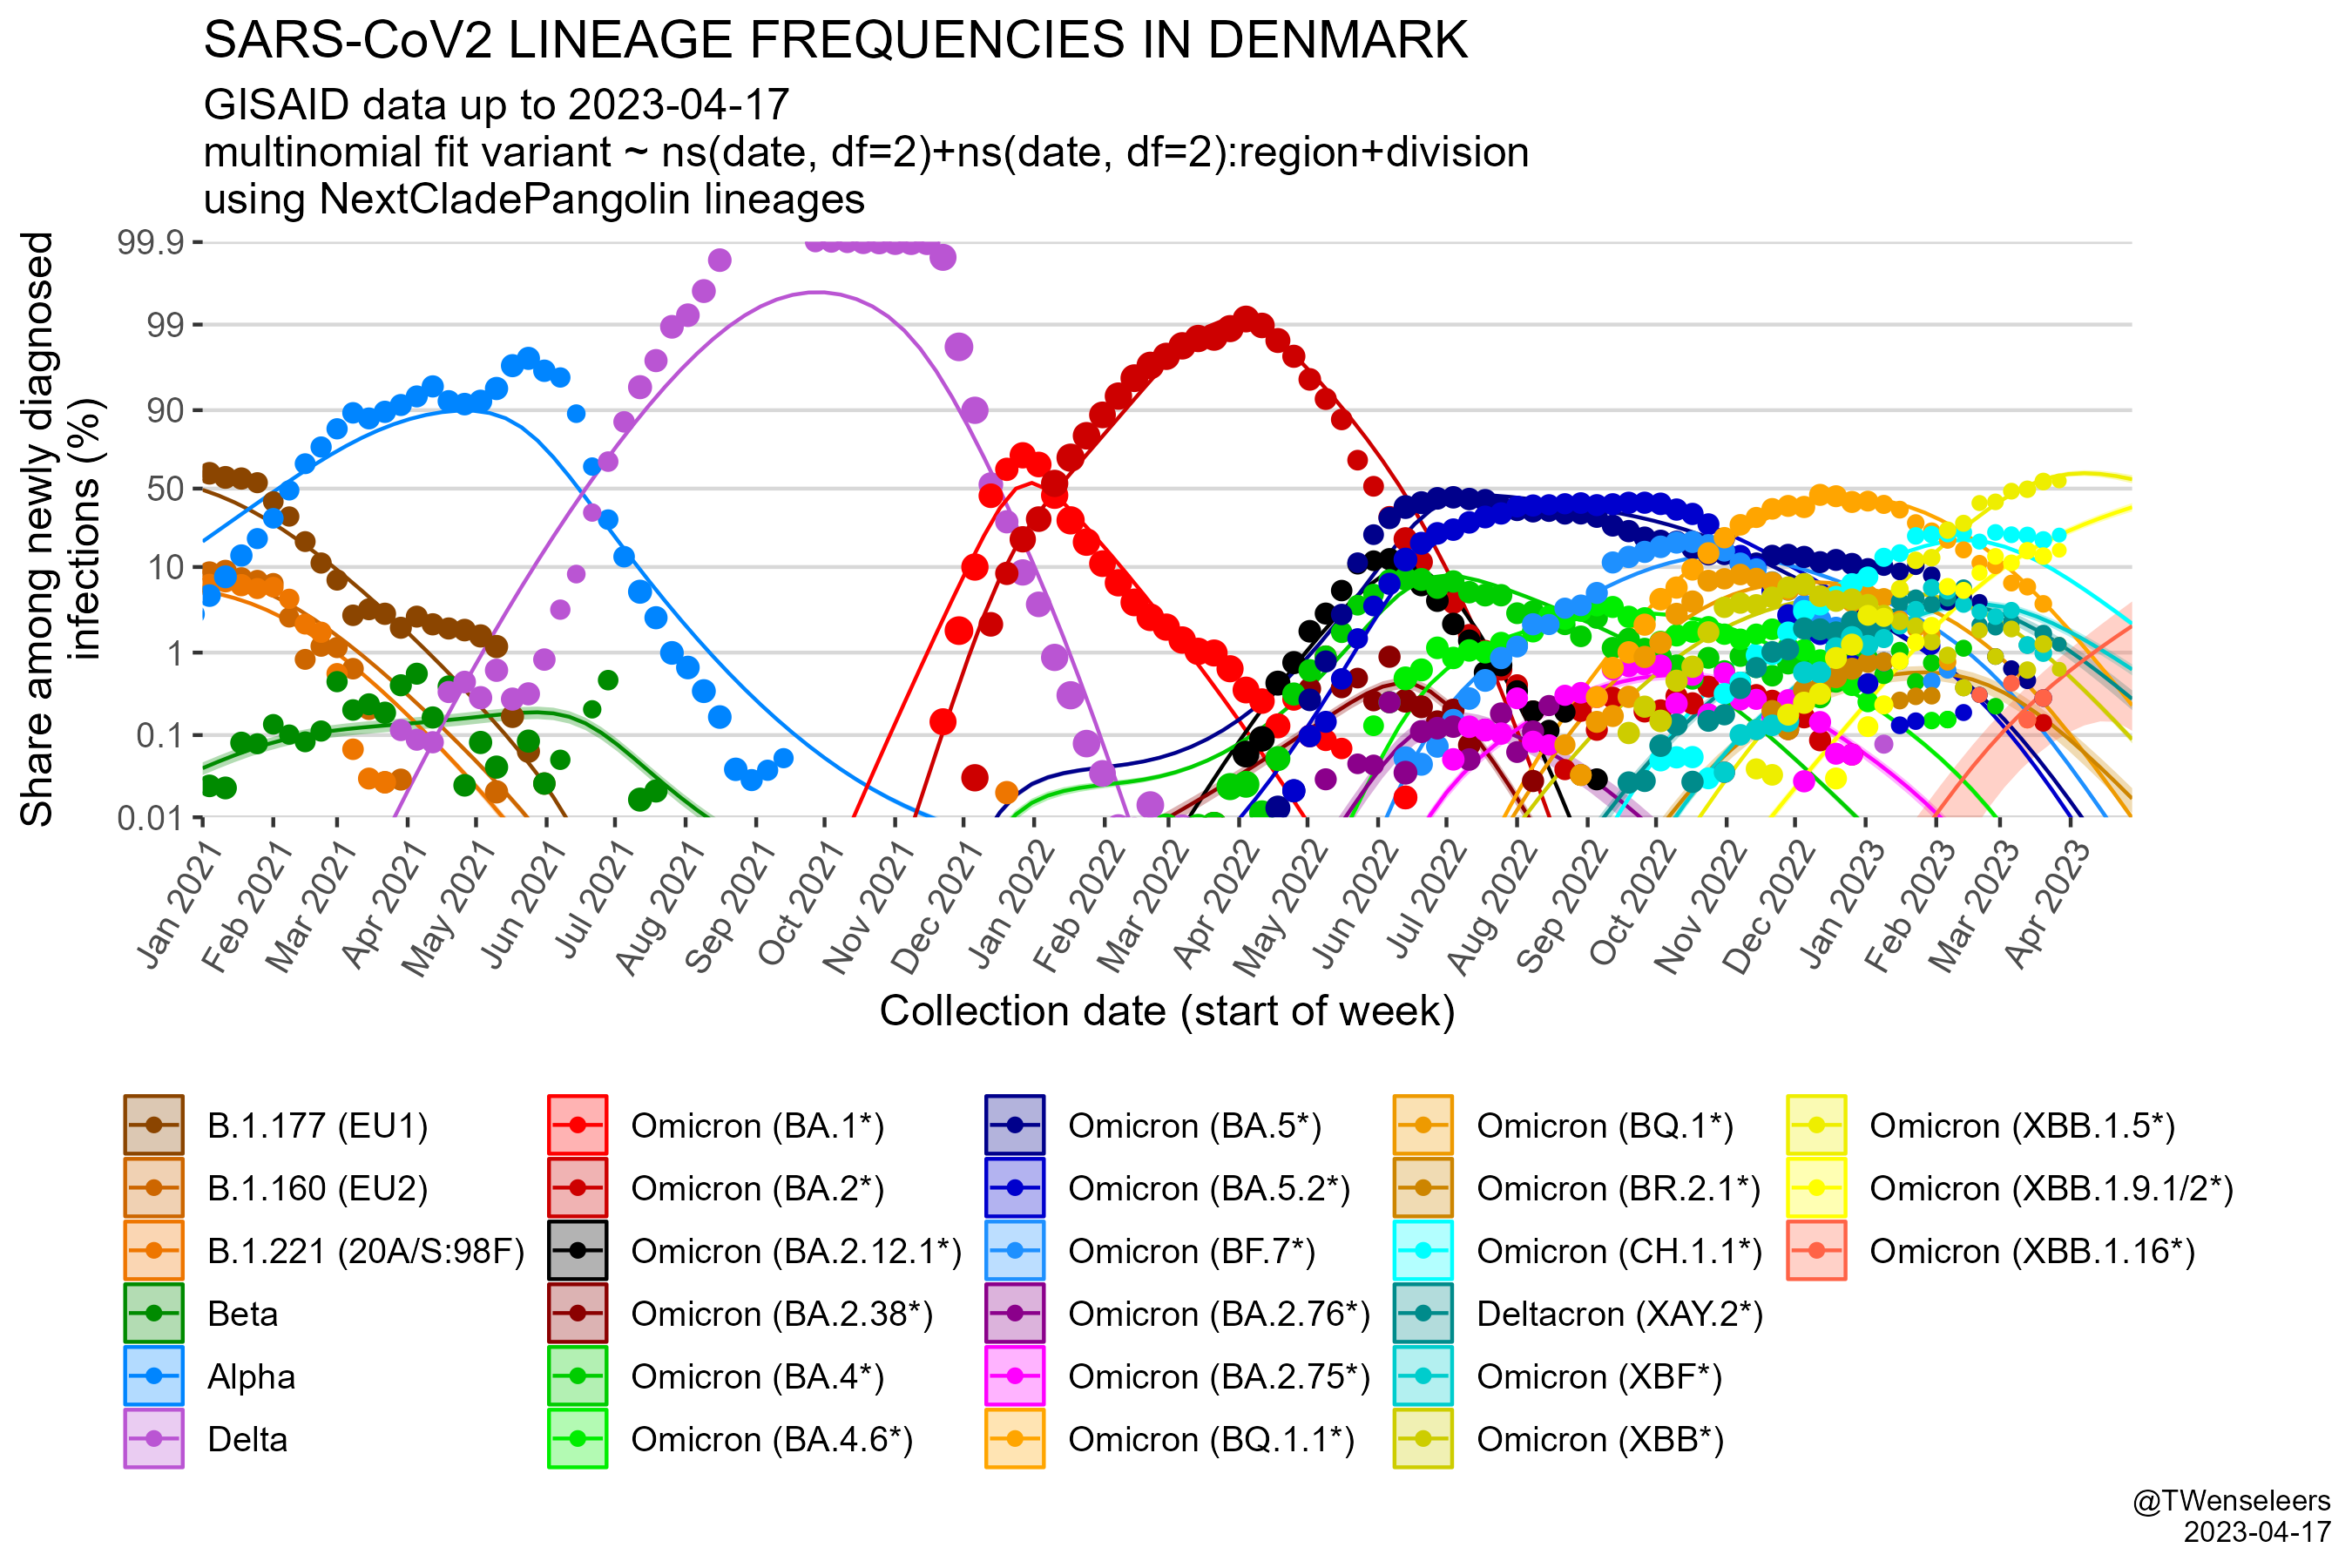 SARS-CoV2 LINEAGE FREQUENCIES IN DENMARK
GISAID data up to 2023-04-17
multinomial fit variant ~ ns(date, df=2)+ns(date, df=2):region+division
using NextCladePangolin lineages
Share among newly diagnosed
infections (%)
99.9
99
90
50
10
1
0.1
0.01
Jan 2021
Feb 2021
Mar 2021
Apr 2021
May 2021
Jun 2021
Jul 2021
Aug 2021
Sep 2021
Oct 2021
Nov 2021
Dec 2021
Jan 2022
Feb 2022
Mar 2022
Apr 2022
May 2022
Jun 2022
Jul 2022
Aug 2022
Sep 2022
Oct 2022
Nov 2022
Dec 2022
Jan 2023
Feb 2023
Mar 2023
Apr 2023
Collection date (start of week)
B.1.177 (EU1)
B.1.160 (EU2)
B.1.221 (20A/S:98F)
Beta
Alpha
Delta
Omicron (BA.1*)
Omicron (BA.2*)
Omicron (BA.2.12.1*)
Omicron (BA.2.38*)
Omicron (BA.4*)
Omicron (BA.4.6*)
Omicron (BA.5*)
Omicron (BA.5.2*)
Omicron (BF.7*)
Omicron (BA.2.76*)
Omicron (BA.2.75*)
Omicron (BQ.1.1*)
Omicron (BQ.1*)
Omicron (BR.2.1*)
Omicron (CH.1.1*)
Deltacron (XAY.2*)
Omicron (XBF*)
Omicron (XBB*)
Omicron (XBB.1.5*)
Omicron (XBB.1.9.1/2*)
Omicron (XBB.1.16*)
@TWenseleers
2023-04-17